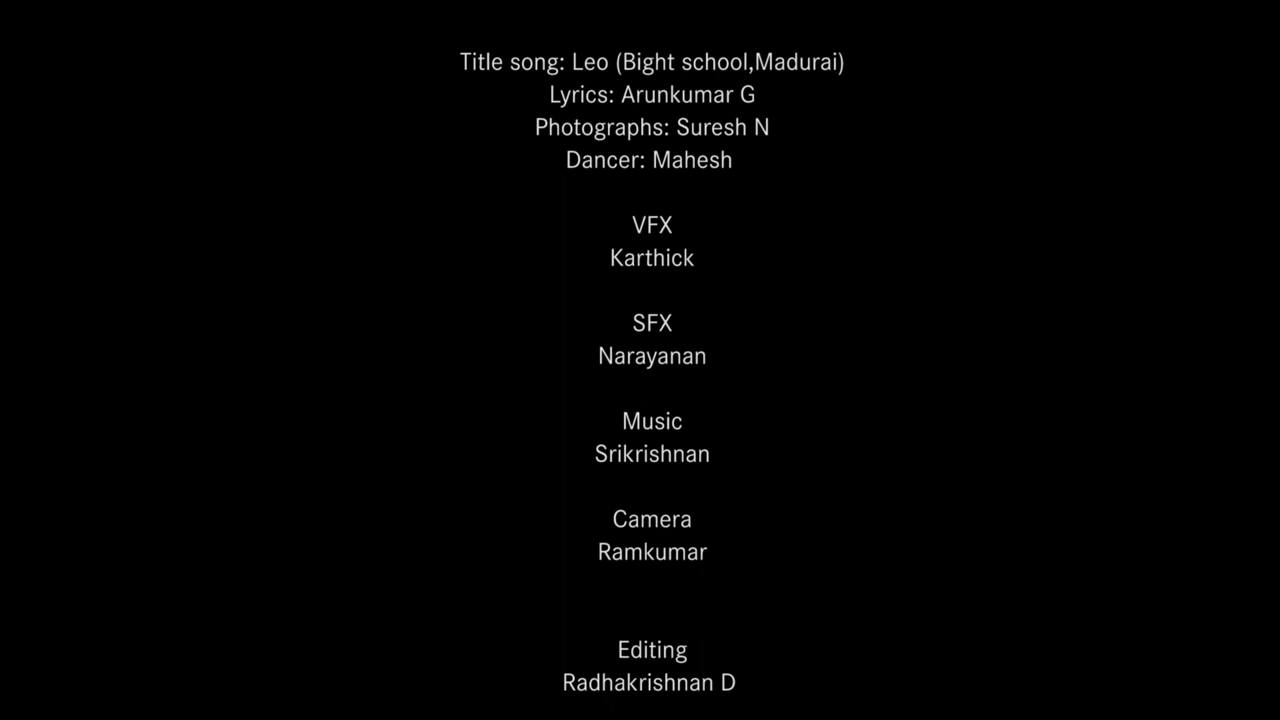 Title song: Leo (Bight school,Madurai)
Lyrics: Arunkumar G
Photographs: Suresh N
Dancer: Mahesh
VFX
Karthick
SFX
Narayanan
Music
Srikrishnan
Camera
Ramkumar
Editing
Radhakrishnan D